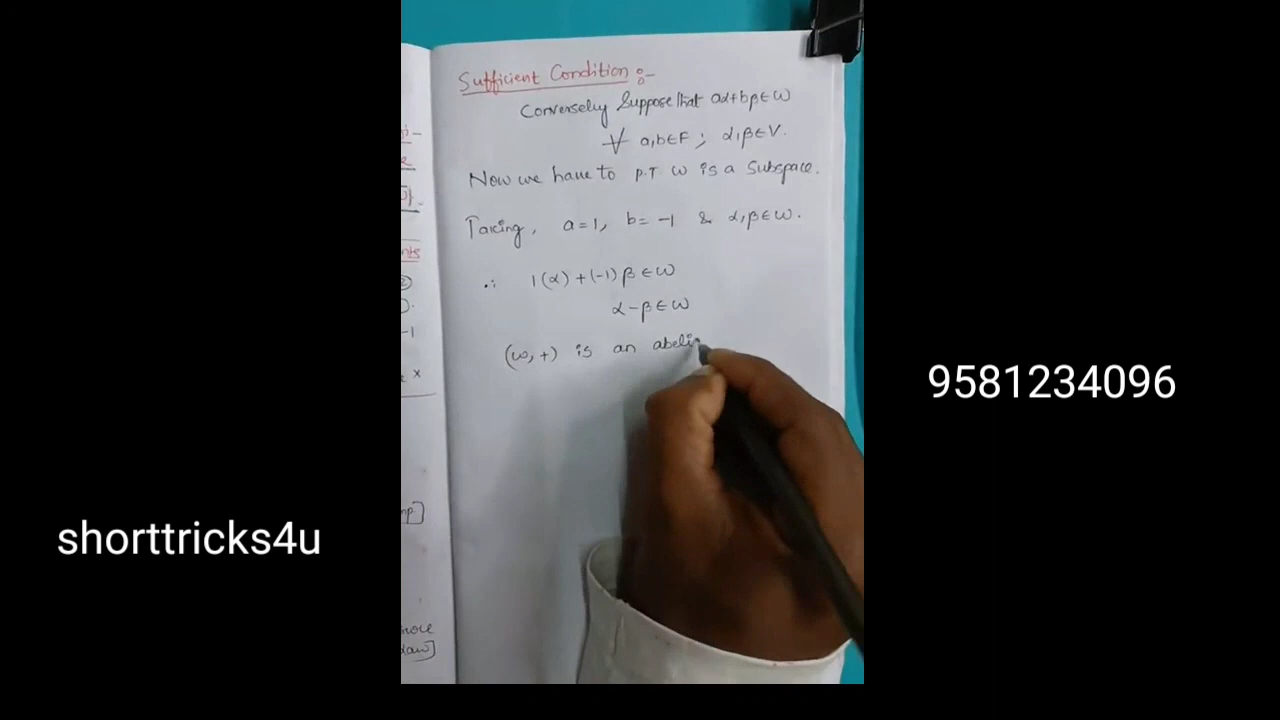 Sufficient Condition :-
Conversely Suppose that aα+bβ∈W
∀ a,b∈F ; α,β∈V.
Now we have to P.T W is a Subspace.
Taking, a=1, b= -1 & α,β∈W.
∴ 1(α)+(-1)β∈W
α-β∈W
(W,+) is an abeli
9581234096
shorttricks4u